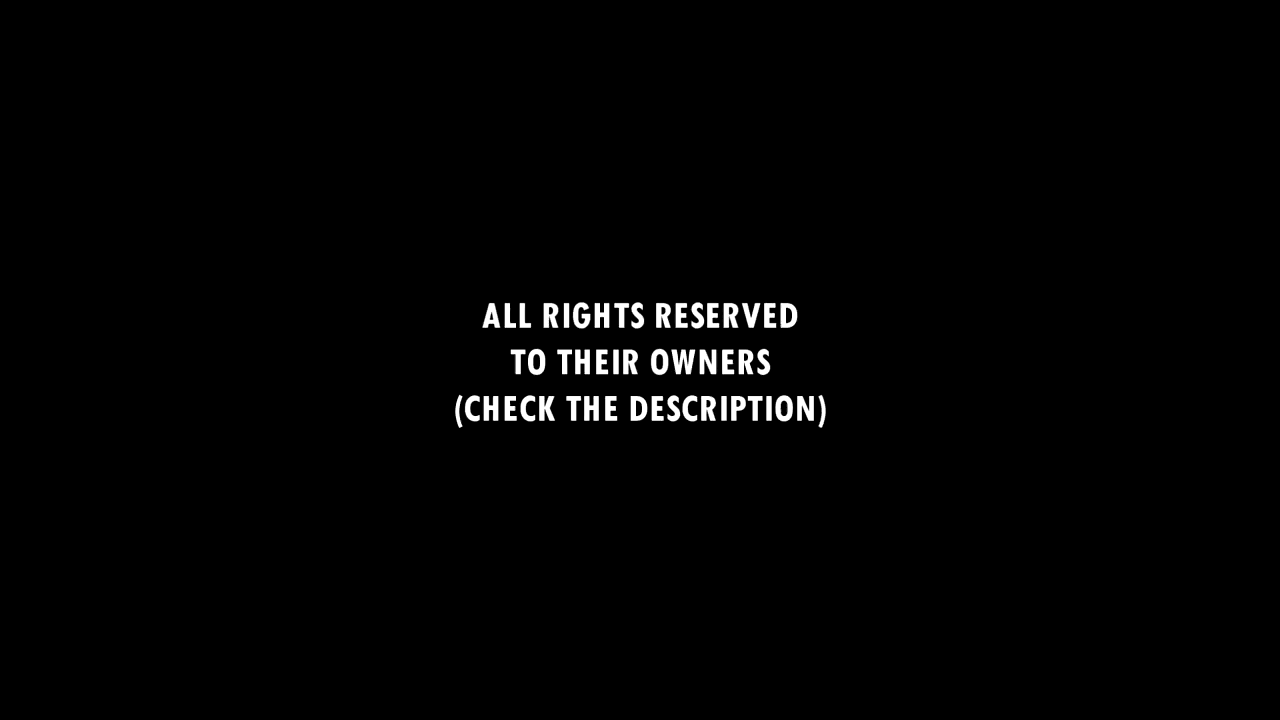 ALL RIGHTS RESERVED
TO THEIR OWNERS
(CHECK THE DESCRIPTION)